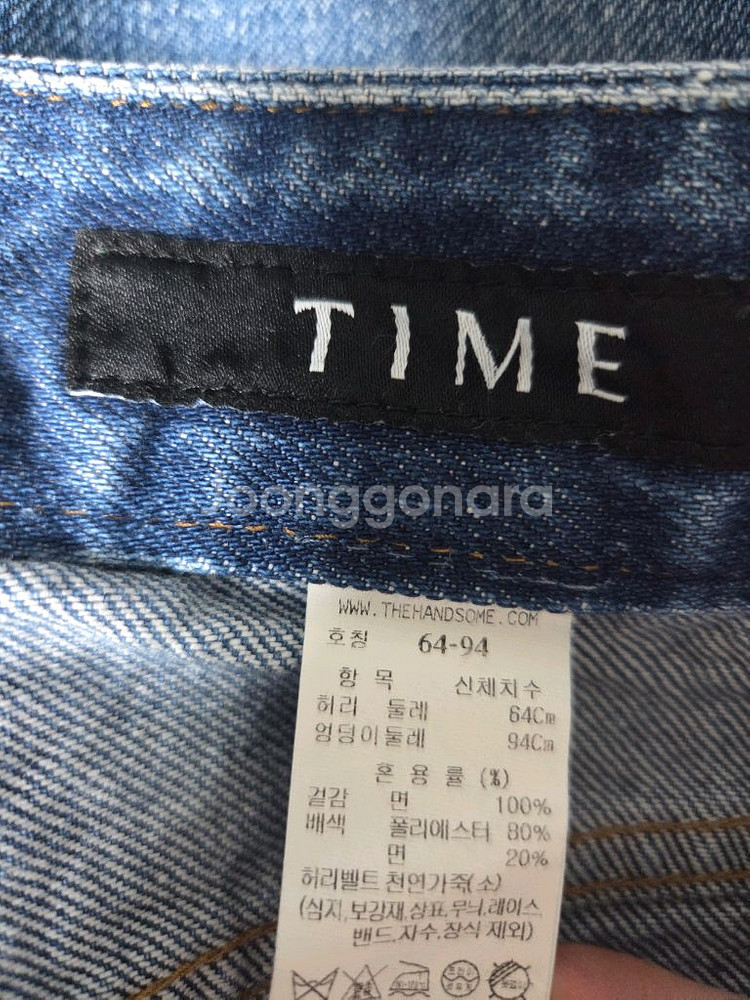 TIME
Joonggonara
WWW.THEHANDSOME.COM
호칭 64-94
항 목 신체치수
허리 둘레 64Cm
엉덩이둘레 94Cm
혼 용 률 (%)
겉감 면 100%
배색 폴리에스터 80%
면 20%
허리벨트 천연가죽(소)
(심지,보강재,상표,무늬,레이스,
밴드,자수,장식 제외)